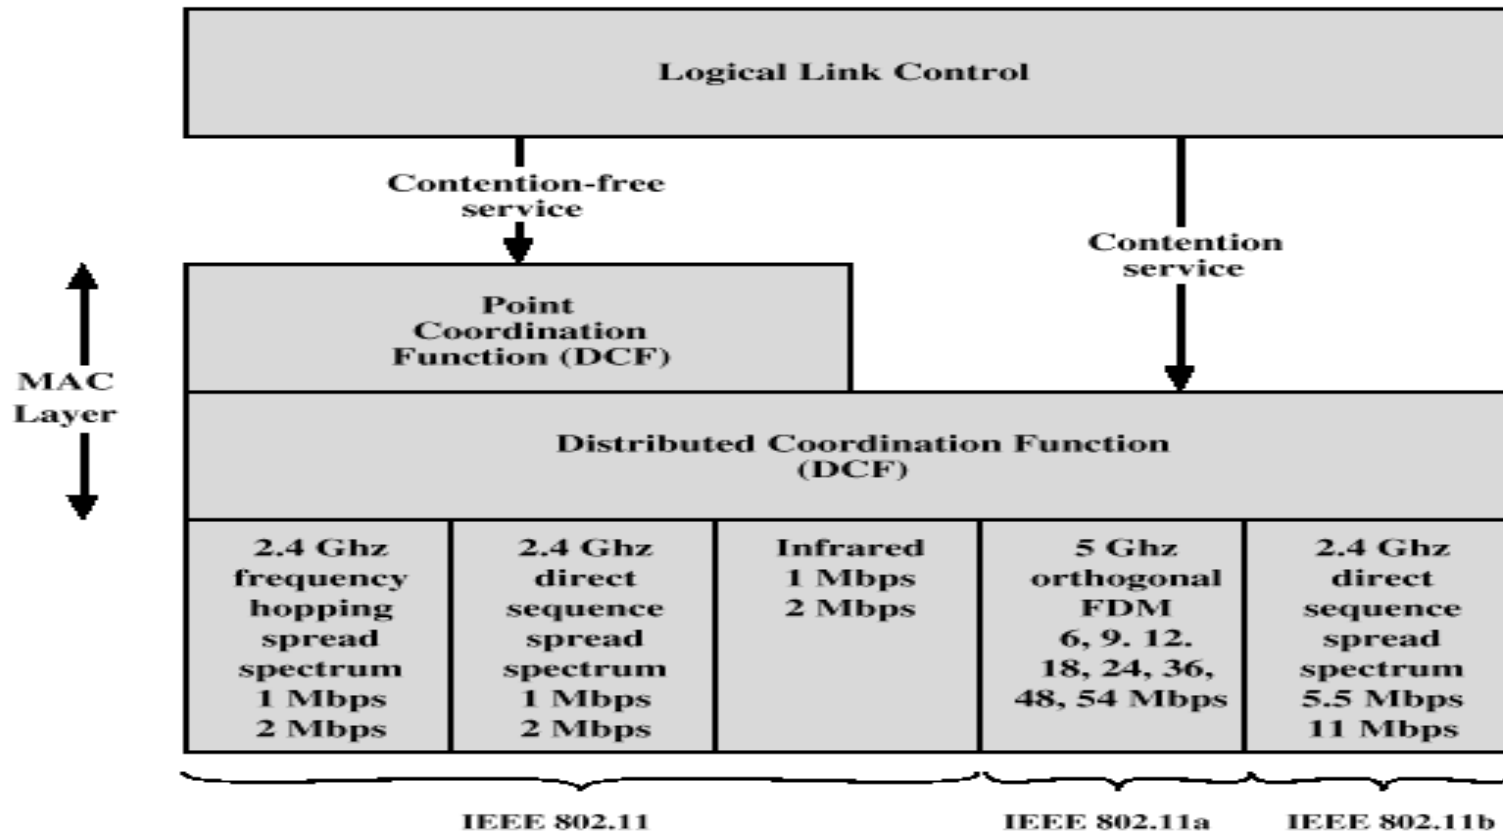 Logical Link Control
Contention-free
service
Contention
service
MAC
Layer
Point
Coordination
Function (DCF)
Distributed Coordination Function
(DCF)
2.4 Ghz
frequency
hopping
spread
spectrum
1 Mbps
2 Mbps
2.4 Ghz
direct
sequence
spread
spectrum
1 Mbps
2 Mbps
Infrared
1 Mbps
2 Mbps
5 Ghz
orthogonal
FDM
6, 9. 12.
18, 24, 36,
48, 54 Mbps
2.4 Ghz
direct
sequence
spread
spectrum
5.5 Mbps
11 Mbps
IEEE 802.11
IEEE 802.11a
IEEE 802.11b